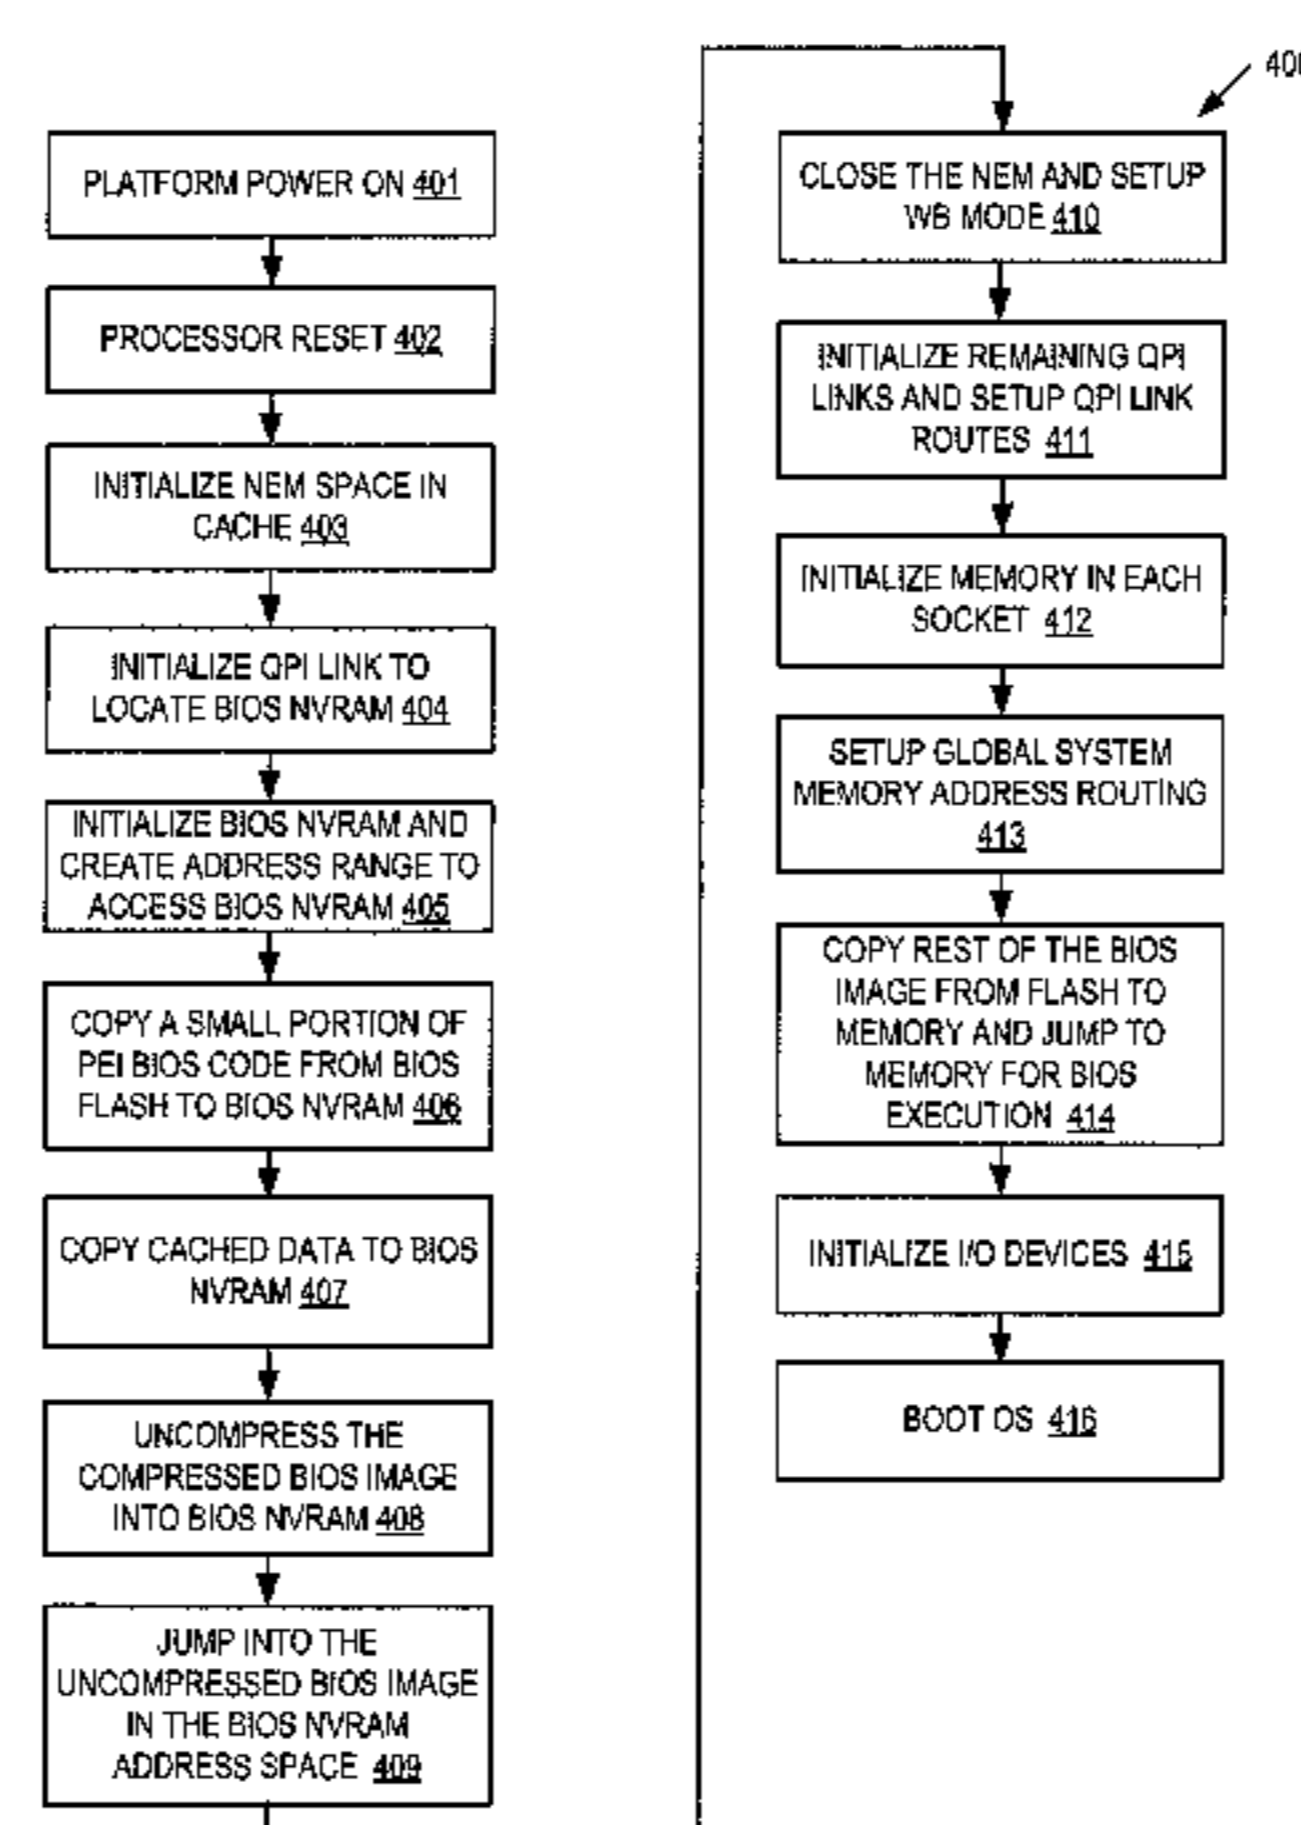 PLATFORM POWER ON 401
PROCESSOR RESET 402
INITIALIZE NEM SPACE IN
CACHE 403
INITIALIZE QPI LINK TO
LOCATE BIOS NVRAM 404
INITIALIZE BIOS NVRAM AND
CREATE ADDRESS RANGE TO
ACCESS BIOS NVRAM 405
COPY A SMALL PORTION OF
PEI BIOS CODE FROM BIOS
FLASH TO BIOS NVRAM 406
COPY CACHED DATA TO BIOS
NVRAM 407
UNCOMPRESS THE
COMPRESSED BIOS IMAGE
INTO BIOS NVRAM 408
JUMP INTO THE
UNCOMPRESSED BIOS IMAGE
IN THE BIOS NVRAM
ADDRESS SPACE 409
CLOSE THE NEM AND SETUP
WB MODE 410
INITIALIZE REMAINING QPI
LINKS AND SETUP QPI LINK
ROUTES 411
INITIALIZE MEMORY IN EACH
SOCKET 412
SETUP GLOBAL SYSTEM
MEMORY ADDRESS ROUTING
413
COPY REST OF THE BIOS
IMAGE FROM FLASH TO
MEMORY AND JUMP TO
MEMORY FOR BIOS
EXECUTION 414
INITIALIZE I/O DEVICES 415
BOOT OS 416